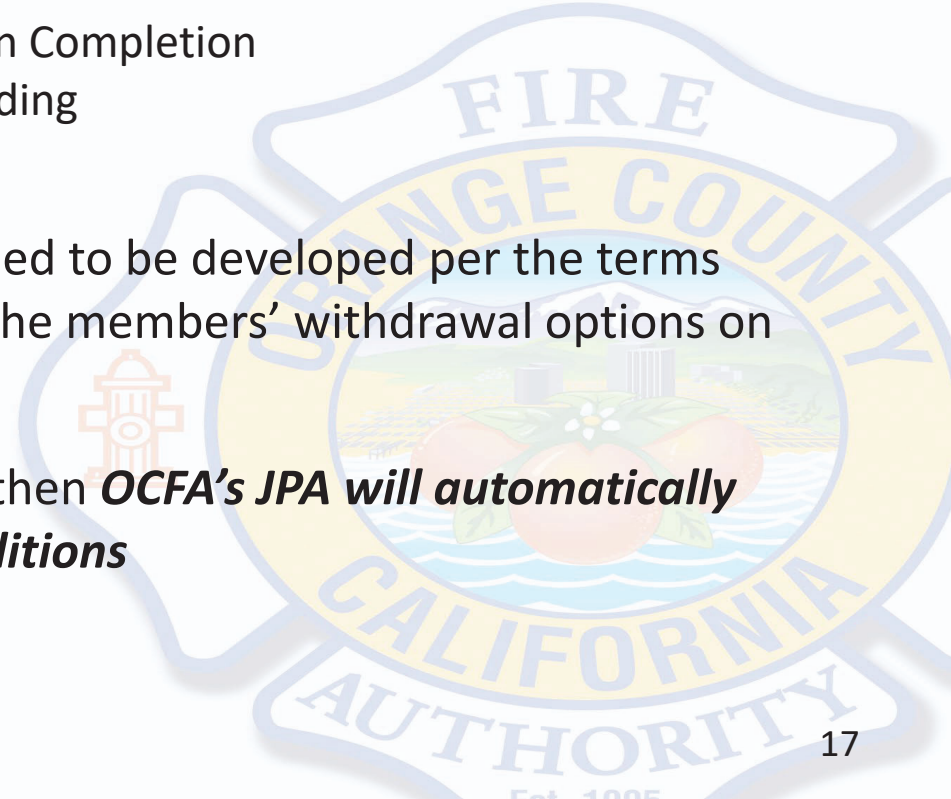 n Completion
ding
ed to be developed per the terms
he members’ withdrawal options on
then OCFA’s JPA will automatically
ditions
FIRE
ORANGE COUNTY
CALIFORNIA
AUTHORITY
17